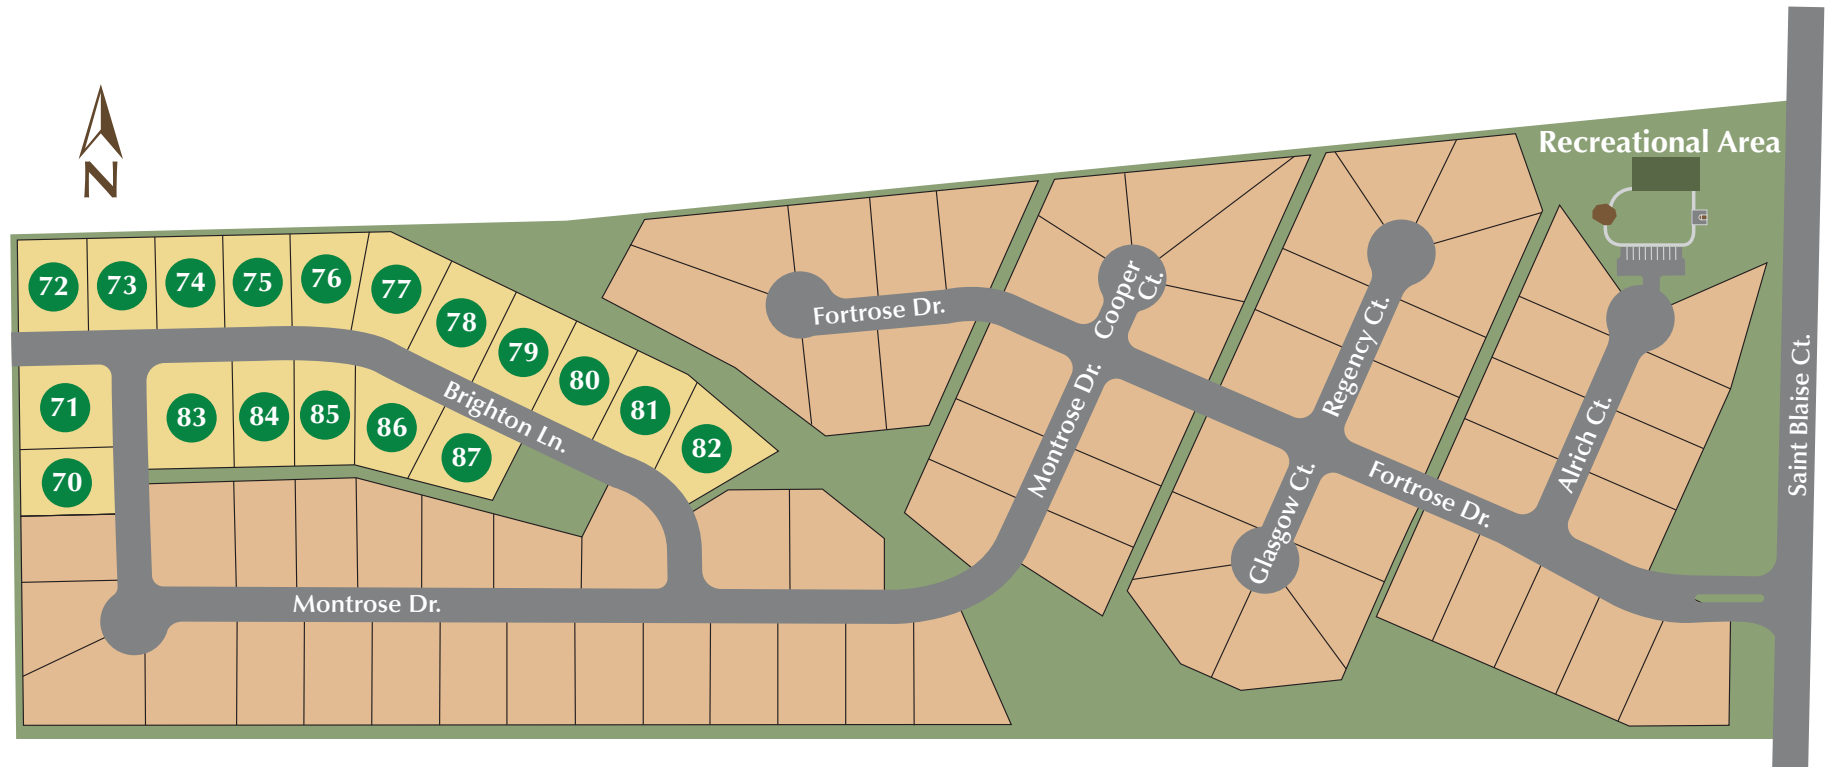 Recreational Area
N
72
73
74
75
76
77
78
79
80
81
82
71
70
83
84
85
86
87
Brighton Ln.
Montrose Dr.
Fortrose Dr.
Cooper
Ct.
Montrose Dr.
Regency Ct.
Glasgow Ct.
Fortrose Dr.
Alrich Ct.
Saint Blaise Ct.